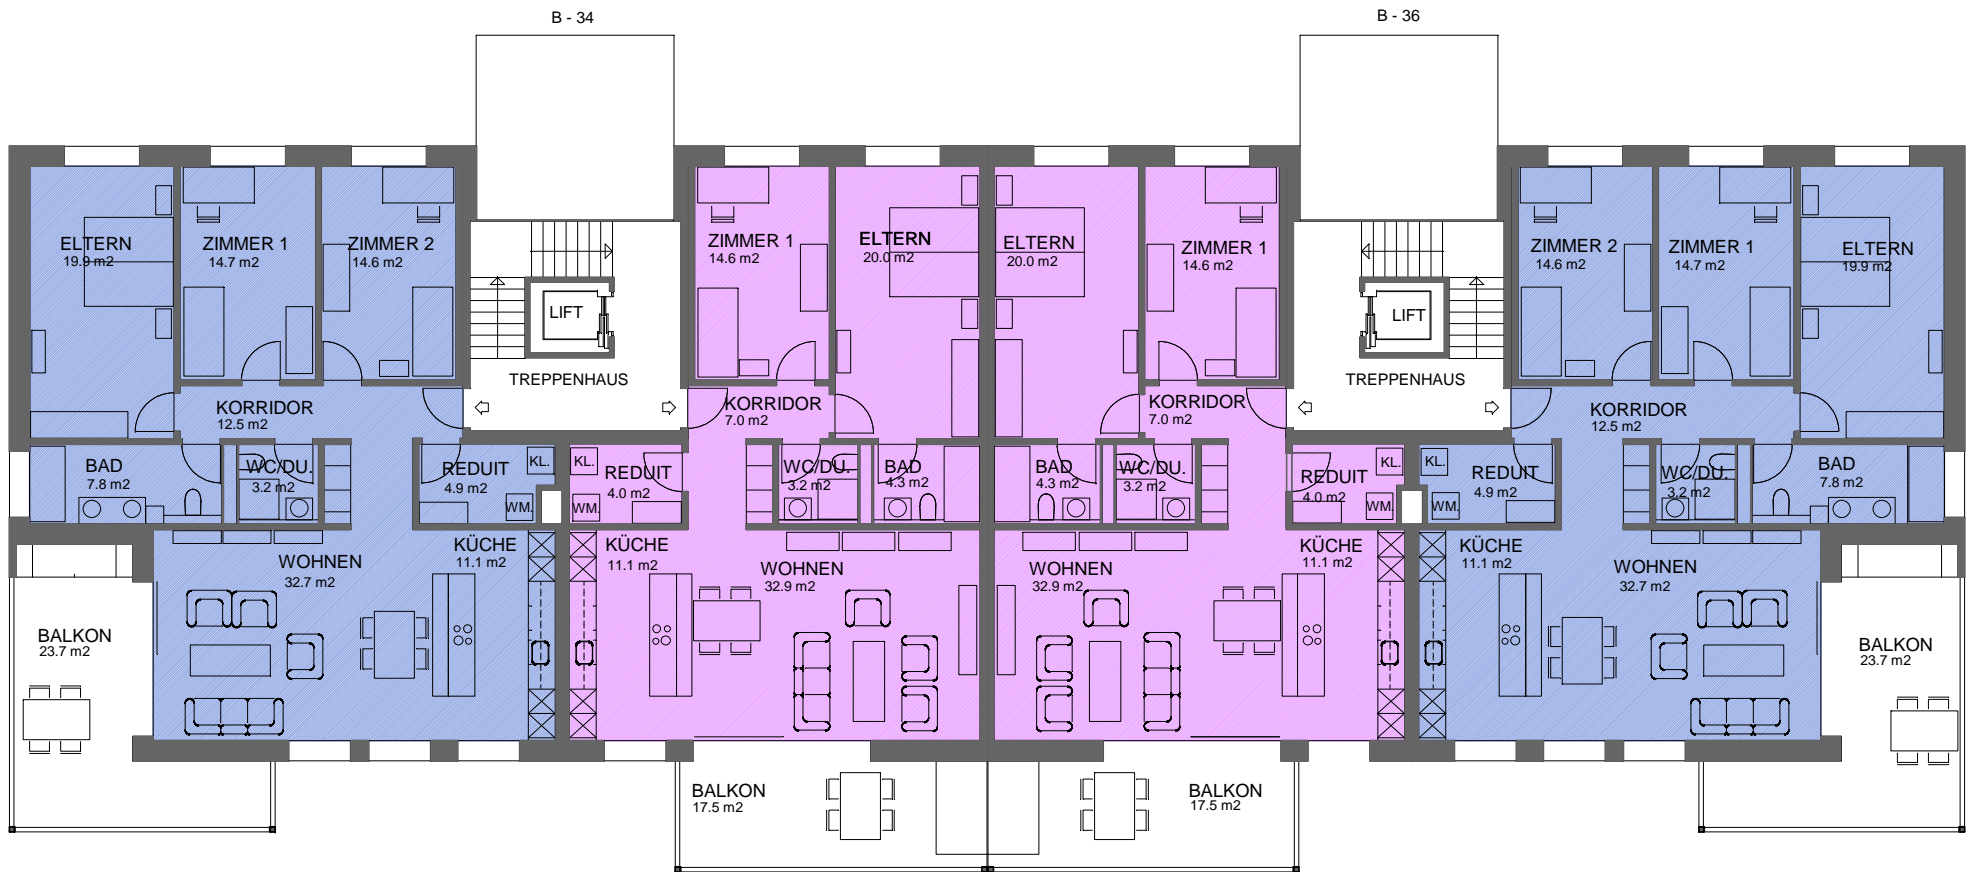 B - 34
B - 36
ELTERN
19.9 m2
ZIMMER 1
14.7 m2
ZIMMER 2
14.6 m2
LIFT
TREPPENHAUS
KORRIDOR
12.5 m2
BAD
7.8 m2
WC/DU.
3.2 m2
REDUIT
4.9 m2
KL.
WM.
WOHNEN
32.7 m2
KÜCHE
11.1 m2
BALKON
23.7 m2
ZIMMER 1
14.6 m2
ELTERN
20.0 m2
KORRIDOR
7.0 m2
KL.
REDUIT
4.0 m2
WM.
WC/DU.
3.2 m2
BAD
4.3 m2
KÜCHE
11.1 m2
WOHNEN
32.9 m2
BALKON
17.5 m2
ELTERN
20.0 m2
ZIMMER 1
14.6 m2
KORRIDOR
7.0 m2
BAD
4.3 m2
WC/DU.
3.2 m2
REDUIT
4.0 m2
KL.
WM.
WOHNEN
32.9 m2
KÜCHE
11.1 m2
BALKON
17.5 m2
LIFT
TREPPENHAUS
ZIMMER 2
14.6 m2
ZIMMER 1
14.7 m2
ELTERN
19.9 m2
KORRIDOR
12.5 m2
KL.
REDUIT
4.9 m2
WM.
WC/DU.
3.2 m2
BAD
7.8 m2
KÜCHE
11.1 m2
WOHNEN
32.7 m2
BALKON
23.7 m2